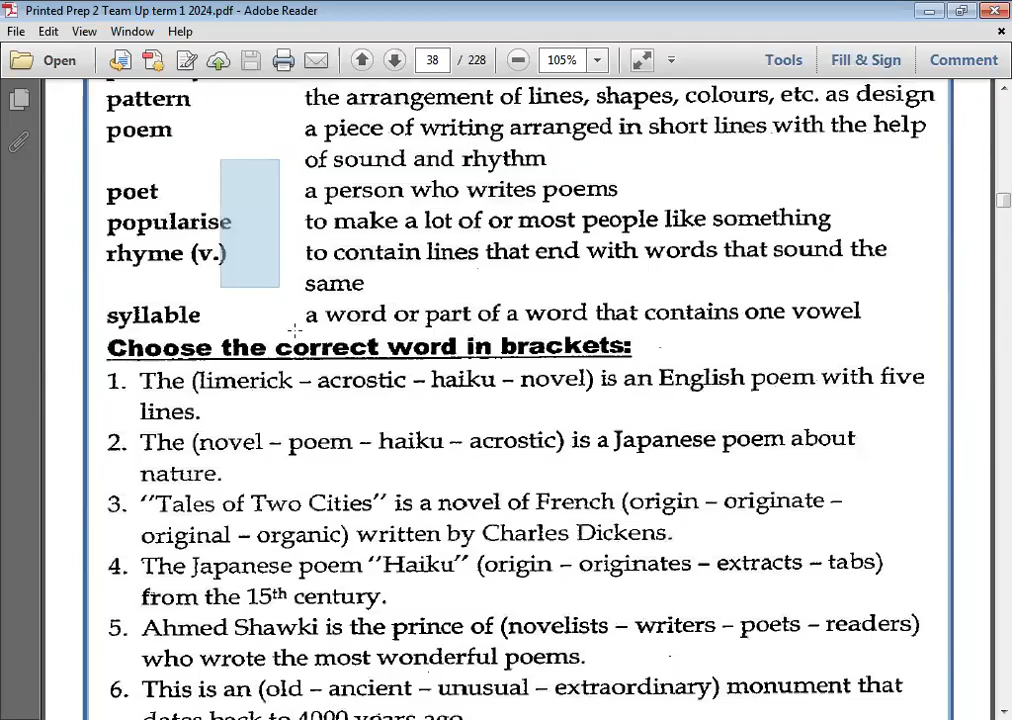 Printed Prep 2 Team Up term 1 2024.pdf - Adobe Reader
File Edit View Window Help
Open 38 / 228 105% Tools Fill & Sign Comment
pattern the arrangement of lines, shapes, colours, etc. as design
poem a piece of writing arranged in short lines with the help
of sound and rhythm
poet a person who writes poems
popularise to make a lot of or most people like something
rhyme (v.) to contain lines that end with words that sound the
same
syllable a word or part of a word that contains one vowel
Choose the correct word in brackets:
1. The (limerick – acrostic – haiku – novel) is an English poem with five
lines.
2. The (novel – poem – haiku – acrostic) is a Japanese poem about
nature.
3. "Tales of Two Cities" is a novel of French (origin – originate –
original – organic) written by Charles Dickens.
4. The Japanese poem "Haiku" (origin – originates – extracts – tabs)
from the 15th century.
5. Ahmed Shawki is the prince of (novelists – writers – poets – readers)
who wrote the most wonderful poems.
6. This is an (old – ancient – unusual – extraordinary) monument that
dates back to 4000 years ago.